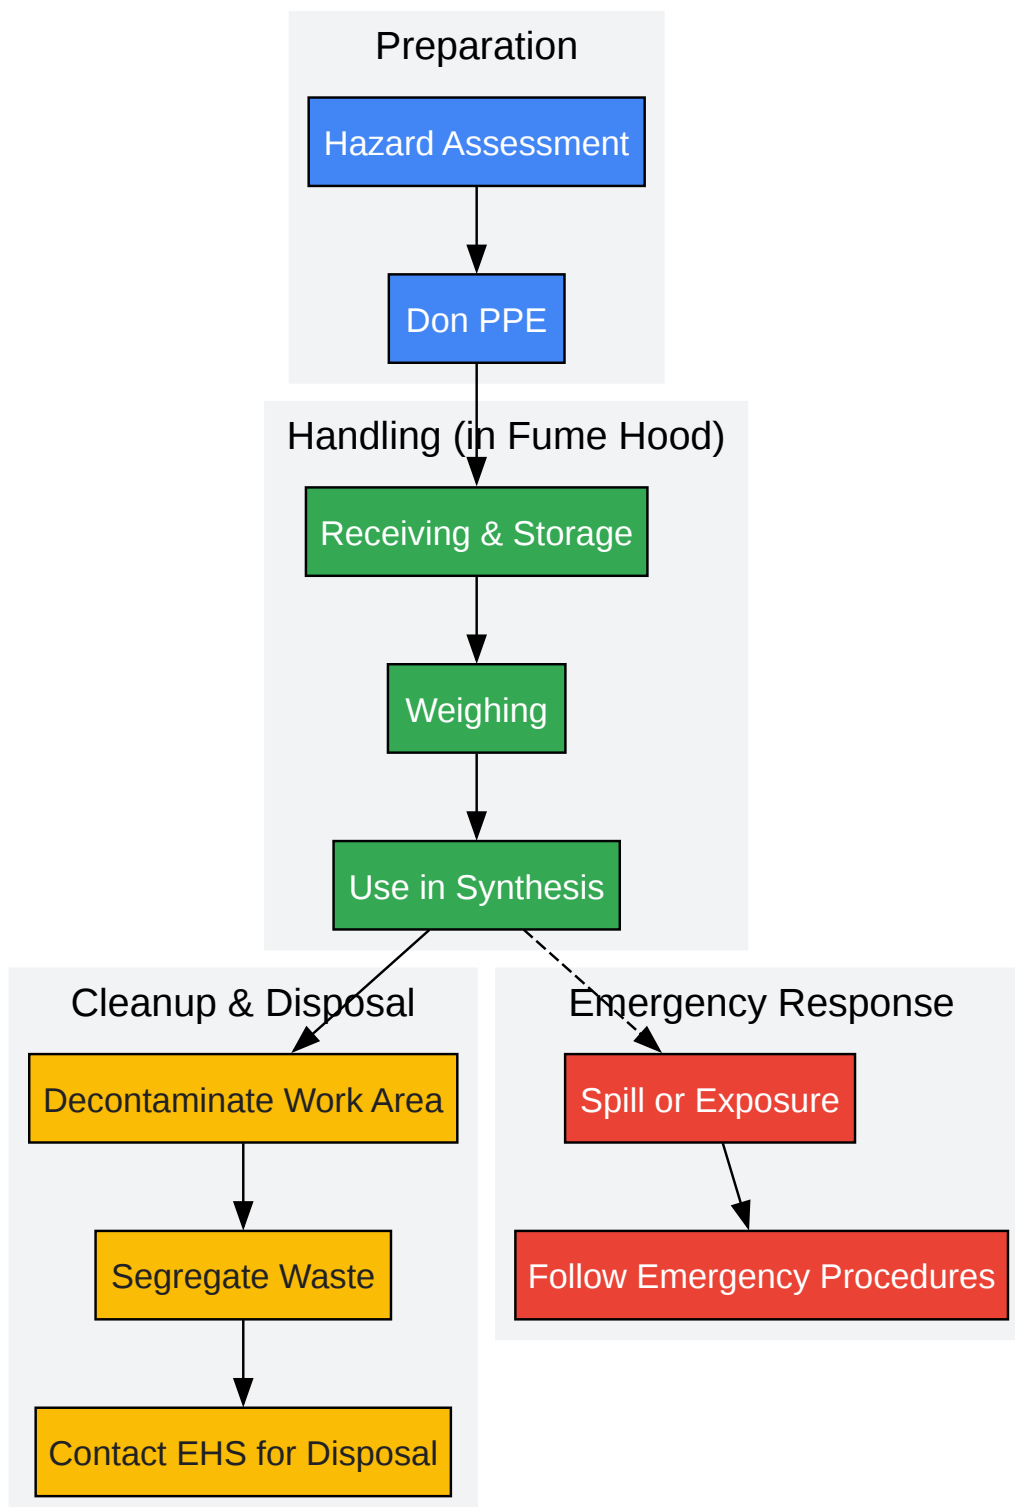 Preparation
Hazard Assessment
Don PPE
Handling (in Fume Hood)
Receiving & Storage
Weighing
Use in Synthesis
Cleanup & Disposal
Decontaminate Work Area
Segregate Waste
Contact EHS for Disposal
Emergency Response
Spill or Exposure
Follow Emergency Procedures